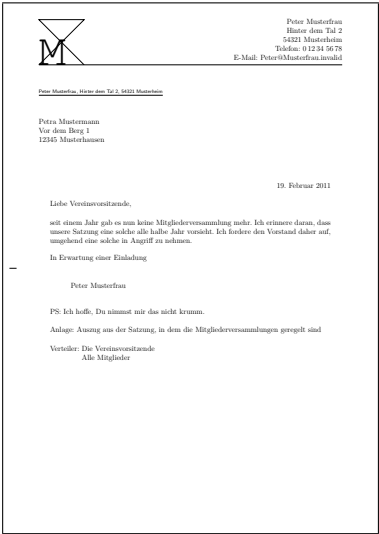 M
Peter Musterfrau
Hinter dem Tal 2
54321 Musterheim
Telefon: 0 12 34 56 78
E-Mail: Peter@Musterfrau.invalid
Peter Musterfrau, Hinter dem Tal 2, 54321 Musterheim
Petra Mustermann
Vor dem Berg 1
12345 Musterhausen
19. Februar 2011
Liebe Vereinsvorsitzende,
seit einem Jahr gab es nun keine Mitgliederversammlung mehr. Ich erinnere daran, dass
unsere Satzung eine solche alle halbe Jahr vorsieht. Ich fordere den Vorstand daher auf,
umgehend eine solche in Angriff zu nehmen.
In Erwartung einer Einladung
Peter Musterfrau
PS: Ich hoffe, Du nimmst mir das nicht krumm.
Anlage: Auszug aus der Satzung, in dem die Mitgliederversammlungen geregelt sind
Verteiler: Die Vereinsvorsitzende
Alle Mitglieder